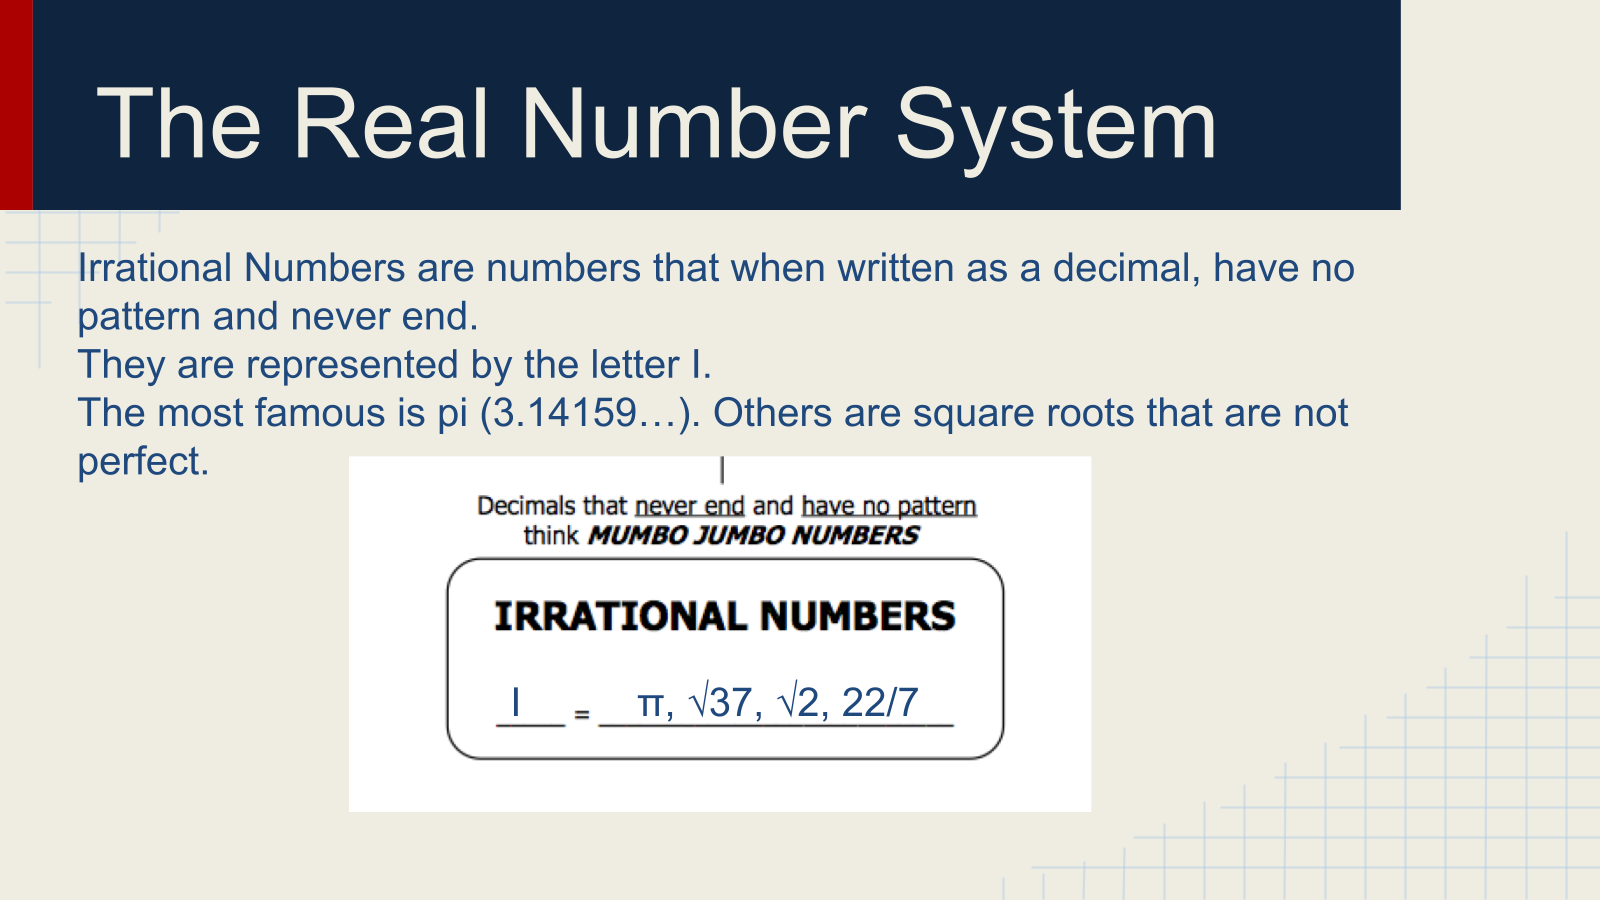 The Real Number System
Irrational Numbers are numbers that when written as a decimal, have no
pattern and never end.
They are represented by the letter I.
The most famous is pi (3.14159…). Others are square roots that are not
perfect.
Decimals that never end and have no pattern
think MUMBO JUMBO NUMBERS
IRRATIONAL NUMBERS
I = π, √37, √2, 22/7